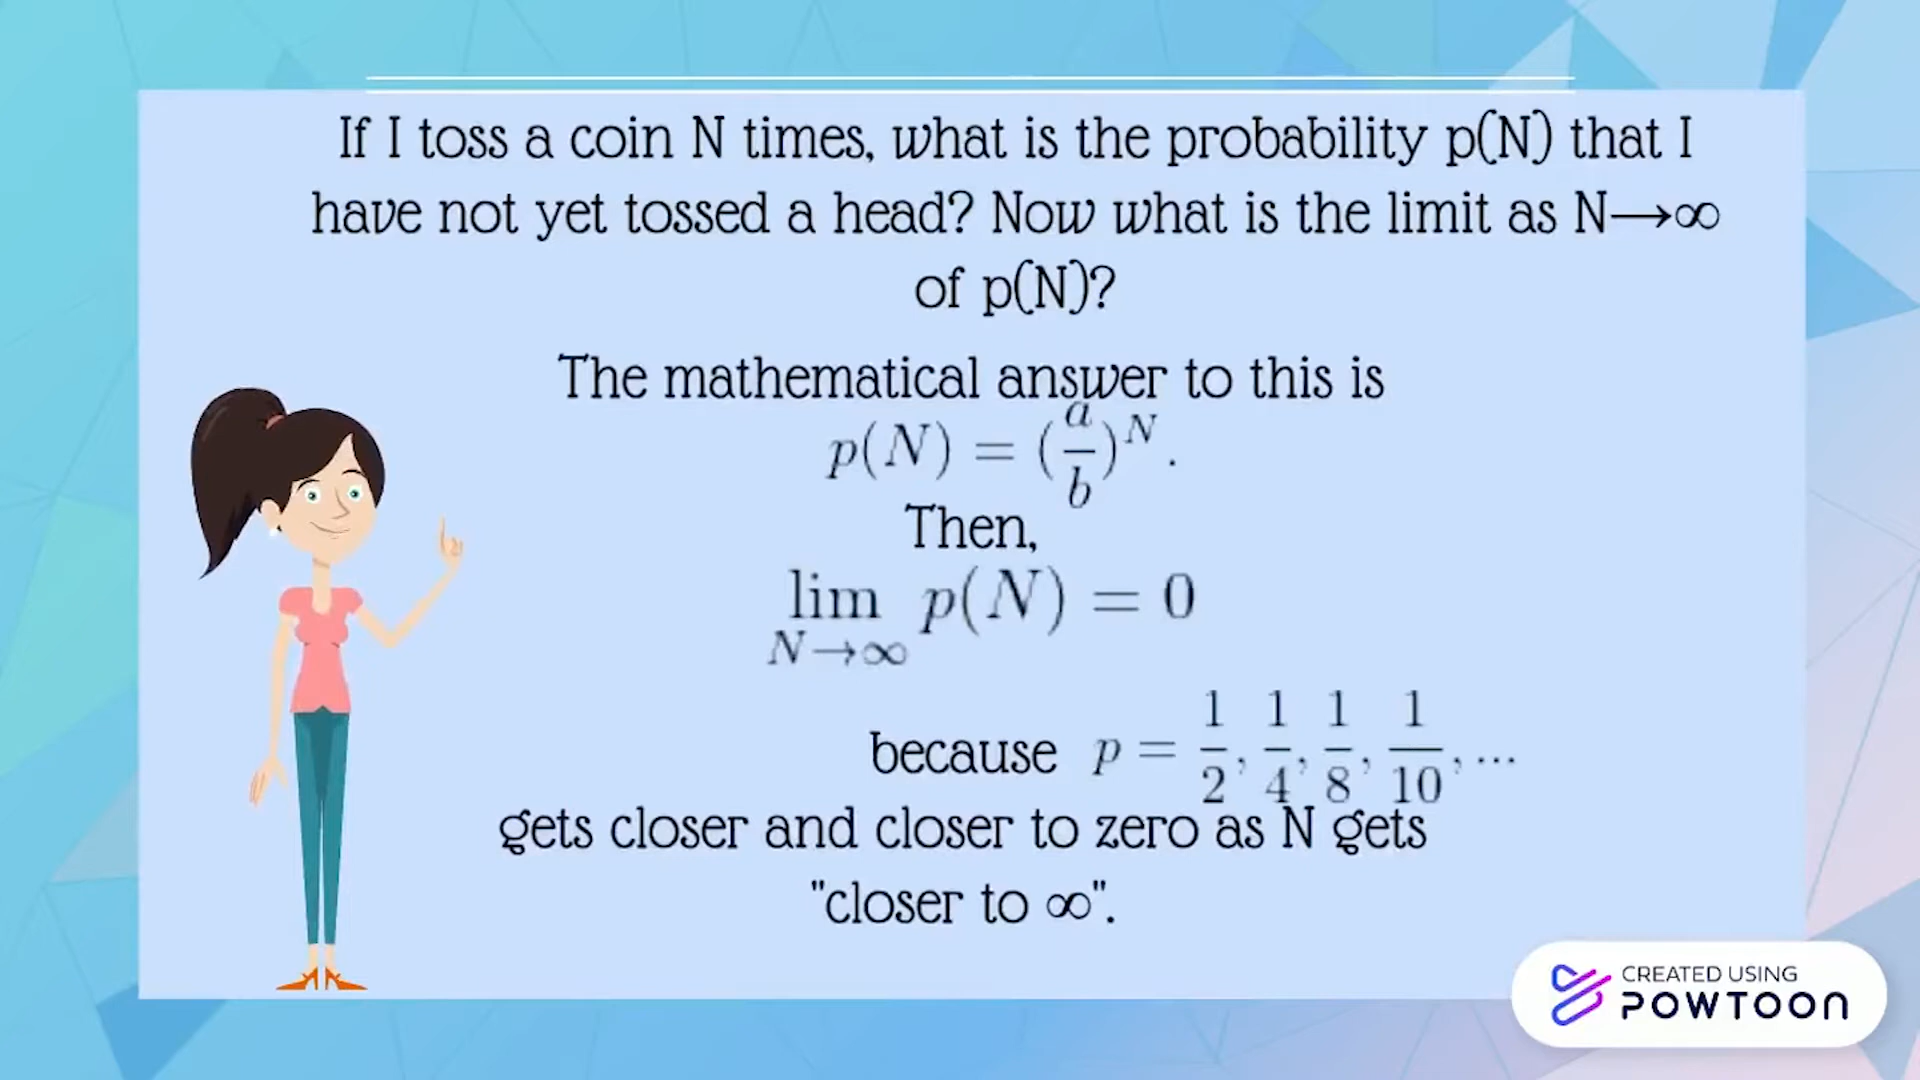 If I toss a coin N times, what is the probability p(N) that I
have not yet tossed a head? Now what is the limit as N→∞
of p(N)?
The mathematical answer to this is
p(N) = (a/b)^N.
Then,
lim N→∞ p(N) = 0
because p = 1/2, 1/4, 1/8, 1/10, ...
gets closer and closer to zero as N gets
"closer to ∞".
CREATED USING
POWTOON